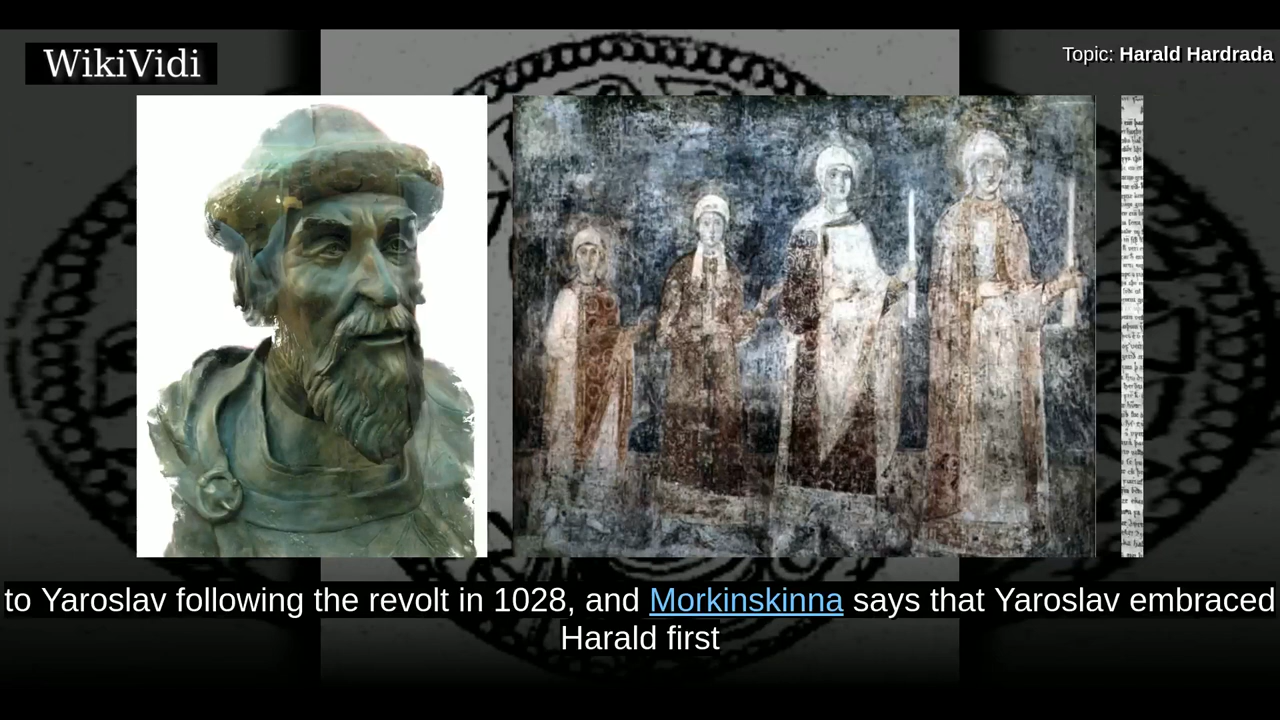 WikiVidi
Topic: Harald Hardrada
to Yaroslav following the revolt in 1028, and Morkinskinna says that Yaroslav embraced
Harald first